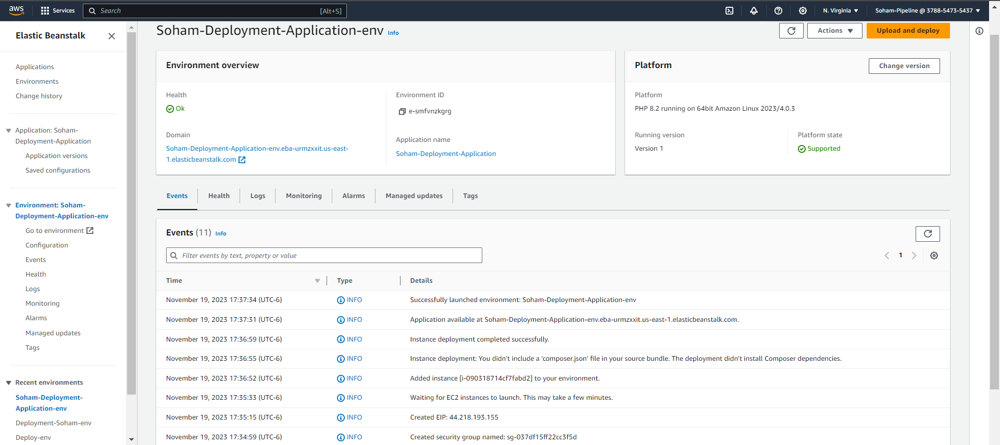 aws
Services
Search
[Alt+S]
N. Virginia
Soham-Pipeline @ 3788-5473-5437
Elastic Beanstalk
Applications
Environments
Change history
Application: Soham-
Deployment-Application
Application versions
Saved configurations
Environment: Soham-
Deployment-Application-env
Go to environment
Configuration
Events
Health
Logs
Monitoring
Alarms
Managed updates
Tags
Recent environments
Soham-Deployment-
Application-env
Deployment-Soham-env
Deploy-env
Soham-Deployment-Application-env Info
Actions
Upload and deploy
Environment overview
Health
Ok
Domain
Soham-Deployment-Application-env.eba-urmzxxit.us-east-
1.elasticbeanstalk.com
Environment ID
e-smfvnzkgrg
Application name
Soham-Deployment-Application
Platform
Change version
Platform
PHP 8.2 running on 64bit Amazon Linux 2023/4.0.3
Running version
Version 1
Platform state
Supported
Events Health Logs Monitoring Alarms Managed updates Tags
Events (11) Info
Filter events by text, property or value
1
Time Type Details
November 19, 2023 17:37:34 (UTC-6) INFO Successfully launched environment: Soham-Deployment-Application-env
November 19, 2023 17:37:31 (UTC-6) INFO Application available at Soham-Deployment-Application-env.eba-urmzxxit.us-east-1.elasticbeanstalk.com.
November 19, 2023 17:36:59 (UTC-6) INFO Instance deployment completed successfully.
November 19, 2023 17:36:55 (UTC-6) INFO Instance deployment: You didn't include a 'composer.json' file in your source bundle. The deployment didn't install Composer dependencies.
November 19, 2023 17:36:52 (UTC-6) INFO Added instance [i-090318714cf7fabd2] to your environment.
November 19, 2023 17:35:33 (UTC-6) INFO Waiting for EC2 instances to launch. This may take a few minutes.
November 19, 2023 17:35:15 (UTC-6) INFO Created EIP: 44.218.193.155
November 19, 2023 17:34:59 (UTC-6) INFO Created security group named: sg-037df15ff22cc3f5d